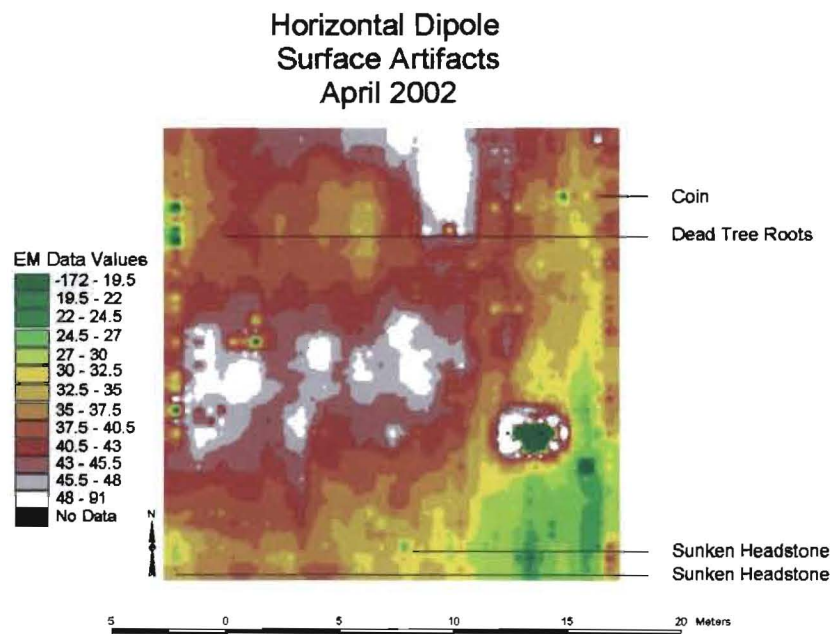 Horizontal Dipole
Surface Artifacts
April 2002
Coin
Dead Tree Roots
EM Data Values
-172 - 19.5
19.5 - 22
22 - 24.5
24.5 - 27
27 - 30
30 - 32.5
32.5 - 35
35 - 37.5
37.5 - 40.5
40.5 - 43
43 - 45.5
45.5 - 48
48 - 91
No Data
N
Sunken Headstone
Sunken Headstone
5 0 5 10 15 20 Meters